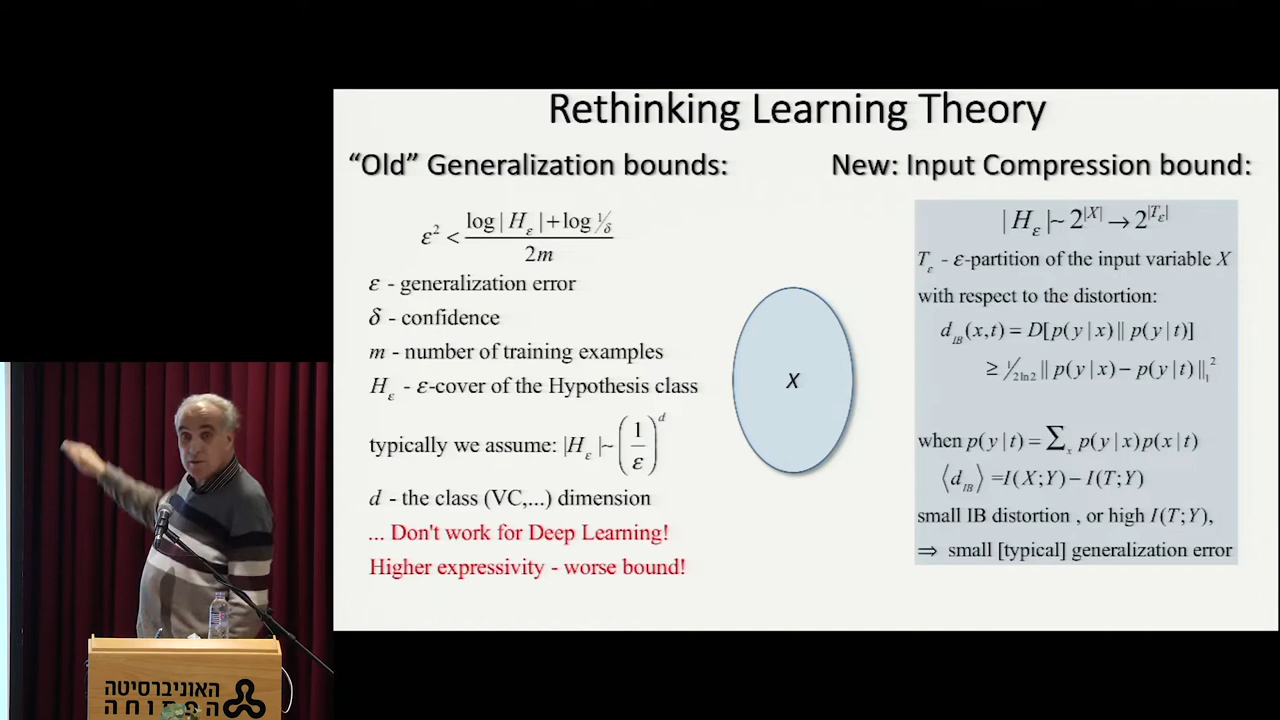 Rethinking Learning Theory
“Old” Generalization bounds:
ε² < (log | H_ε | + log 1/δ) / 2m
ε - generalization error
δ - confidence
m - number of training examples
H_ε - ε-cover of the Hypothesis class
typically we assume: |H_ε| ~ (1/ε)^d
d - the class (VC,...) dimension
... Don't work for Deep Learning!
Higher expressivity - worse bound!
X
New: Input Compression bound:
| H_ε | ~ 2^|X| → 2^|T_ε|
T_ε - ε-partition of the input variable X
with respect to the distortion:
d_IB(x,t) = D[p(y | x) || p(y | t)]
≥ 1/2ln2 || p(y | x) − p(y | t) ||₁²
when p(y | t) = ∑_x p(y | x)p(x | t)
⟨d_IB⟩ = I(X;Y) − I(T;Y)
small IB distortion , or high I(T;Y),
⇒ small [typical] generalization error
האוניברסיטה
הפתוחה